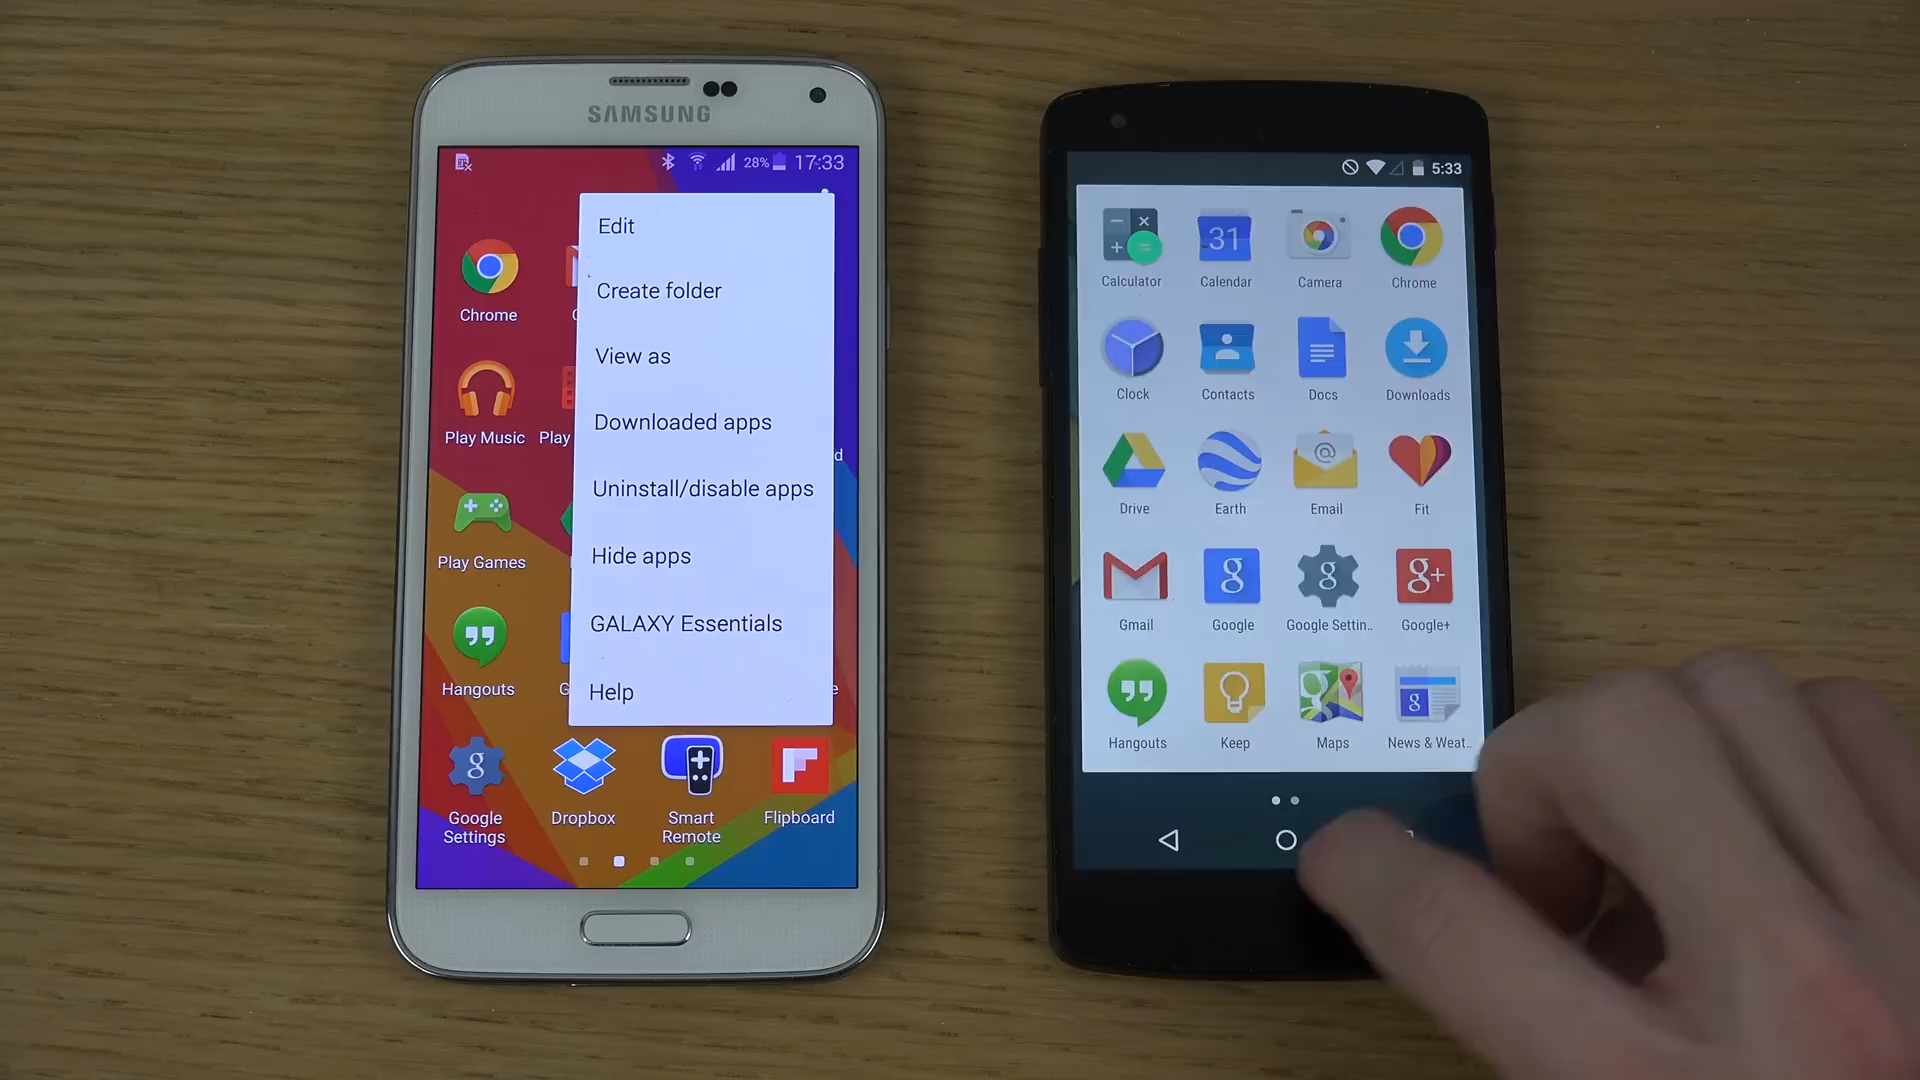 SAMSUNG
28% 17:33
Edit
Create folder
View as
Downloaded apps
Uninstall/disable apps
Hide apps
GALAXY Essentials
Help
Chrome
Play Music
Play
d
Play Games
Hangouts
G
e
Google
Settings
Dropbox
Smart
Remote
Flipboard
5:33
31
Calculator
Calendar
Camera
Chrome
Clock
Contacts
Docs
Downloads
Drive
Earth
Email
Fit
Gmail
Google
Google Settin..
Google+
Hangouts
Keep
Maps
News & Weat..